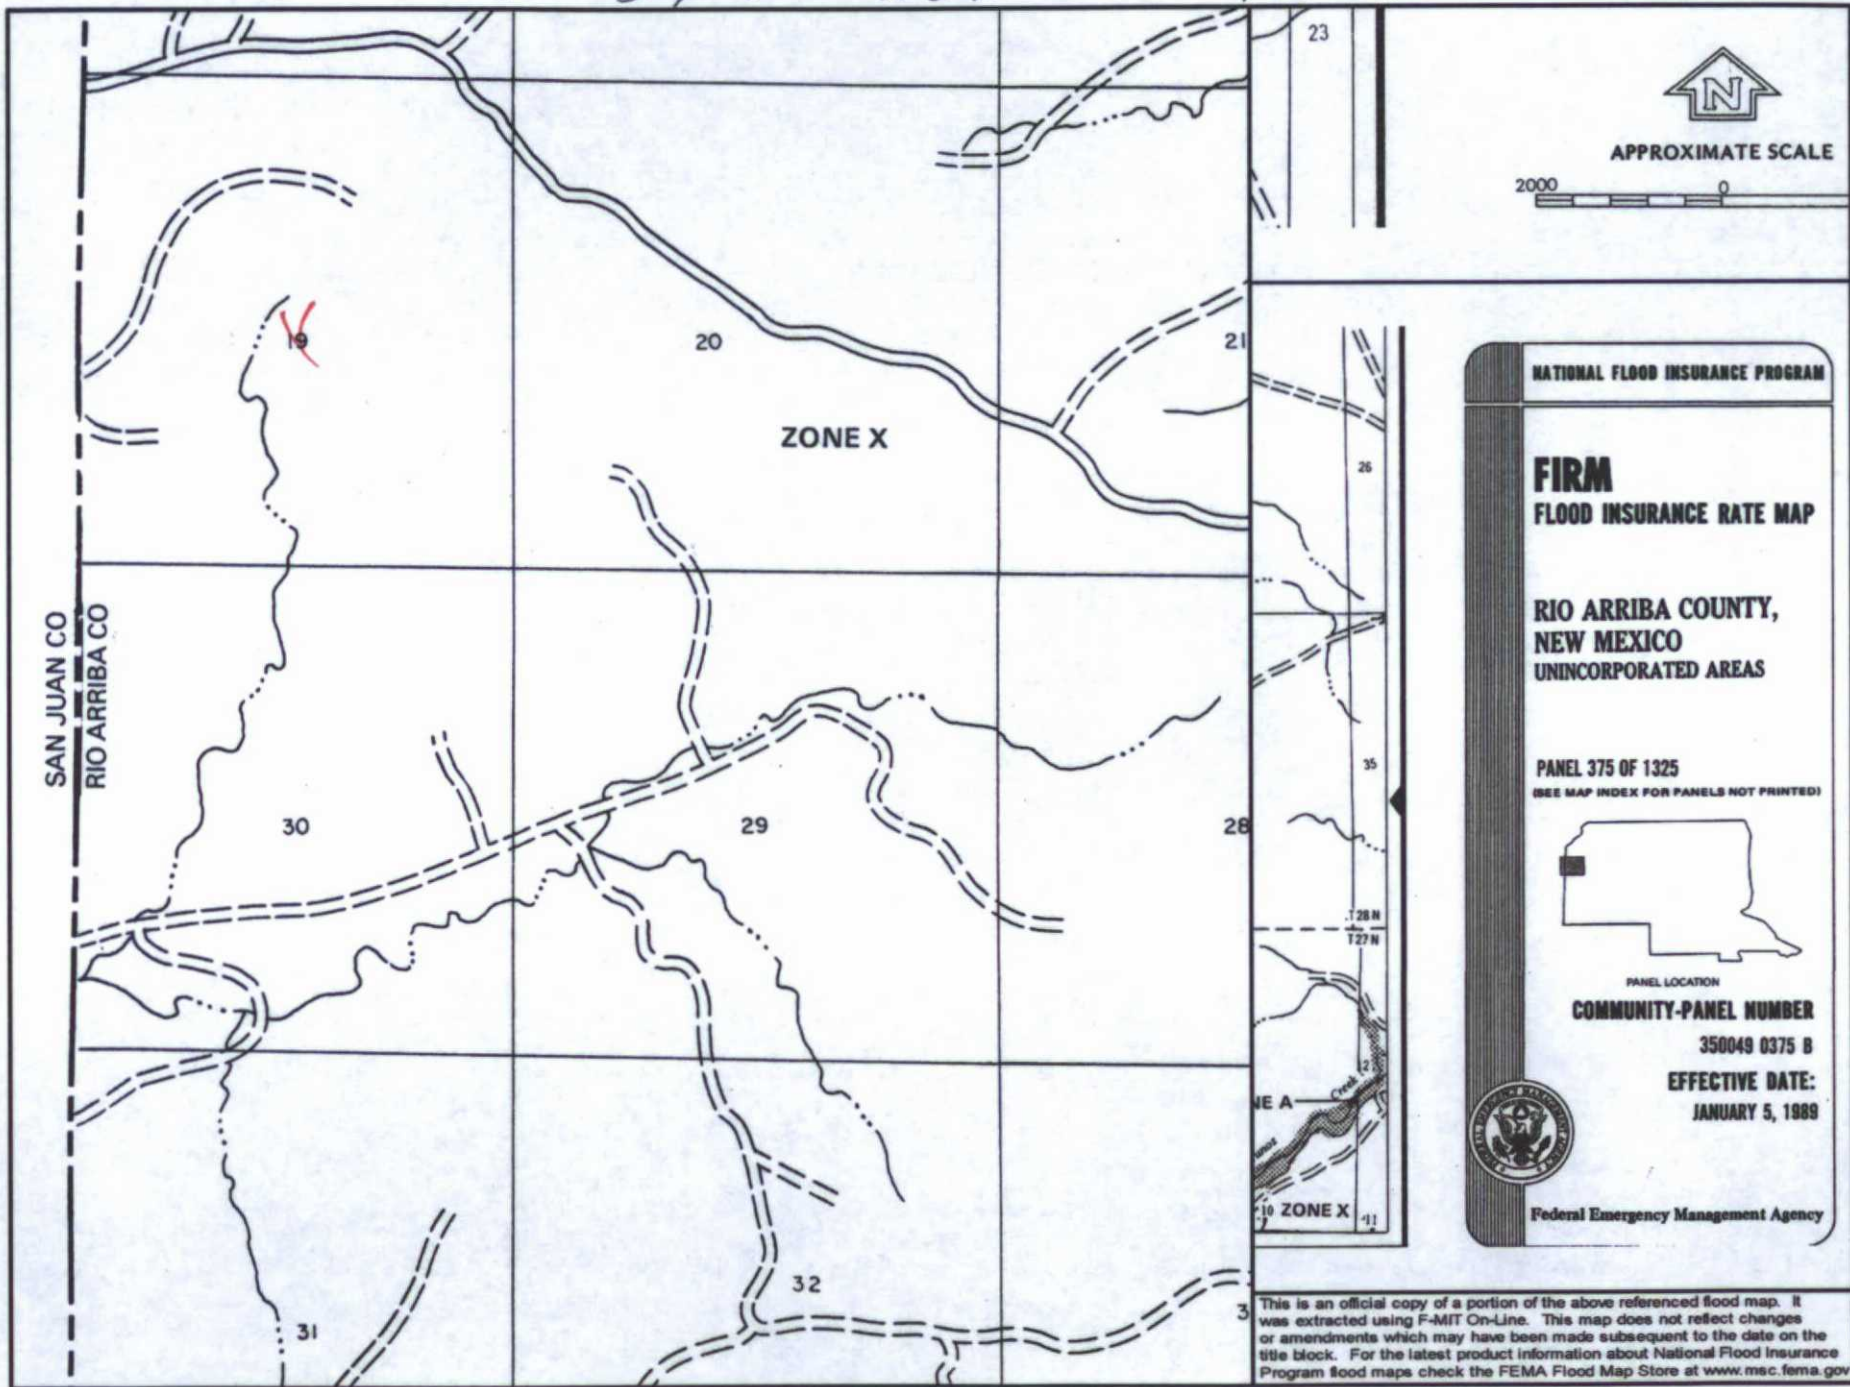 23
N
APPROXIMATE SCALE
2000 0
19
20
21
ZONE X
26
SAN JUAN CO
RIO ARRIBA CO
30
29
28
35
T28N
T27N
12
Creek
NE A
10 ZONE X 11
31
32
3
NATIONAL FLOOD INSURANCE PROGRAM
FIRM
FLOOD INSURANCE RATE MAP
RIO ARRIBA COUNTY,
NEW MEXICO
UNINCORPORATED AREAS
PANEL 375 OF 1325
(SEE MAP INDEX FOR PANELS NOT PRINTED)
PANEL LOCATION
COMMUNITY-PANEL NUMBER
350049 0375 B
EFFECTIVE DATE:
JANUARY 5, 1989
Federal Emergency Management Agency
This is an official copy of a portion of the above referenced flood map. It
was extracted using F-MIT On-Line. This map does not reflect changes
or amendments which may have been made subsequent to the date on the
title block. For the latest product information about National Flood Insurance
Program flood maps check the FEMA Flood Map Store at www.msc.fema.gov